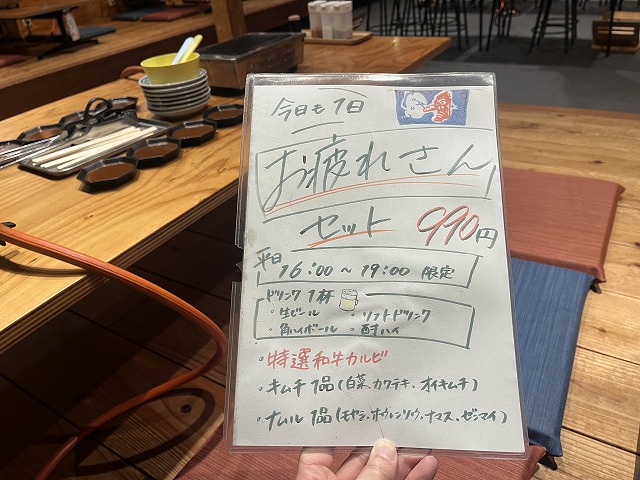 今日も1日
お疲れさん
セット 990円
平日
16:00～19:00 限定
ドリンク 1杯
・生ビール ・ソフトドリンク
・角ハイボール ・酎ハイ
・特選和牛カルビ
・キムチ 1品(白菜、カクテキ、オイキムチ)
・ナムル 1品(モヤシ、ホウレンソウ、ナマス、ゼンマイ)